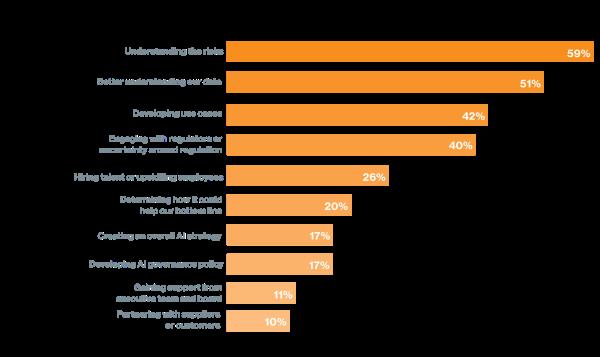 Understanding the risks
59%
Better understanding our data
51%
Developing use cases
42%
Engaging with regulators or
uncertainty around regulation
40%
Hiring talent or upskilling employees
26%
Determining how it could
help our bottom line
20%
Creating an overall AI strategy
17%
Developing AI governance policy
17%
Gaining support from
executive team and board
11%
Partnering with suppliers
or customers
10%